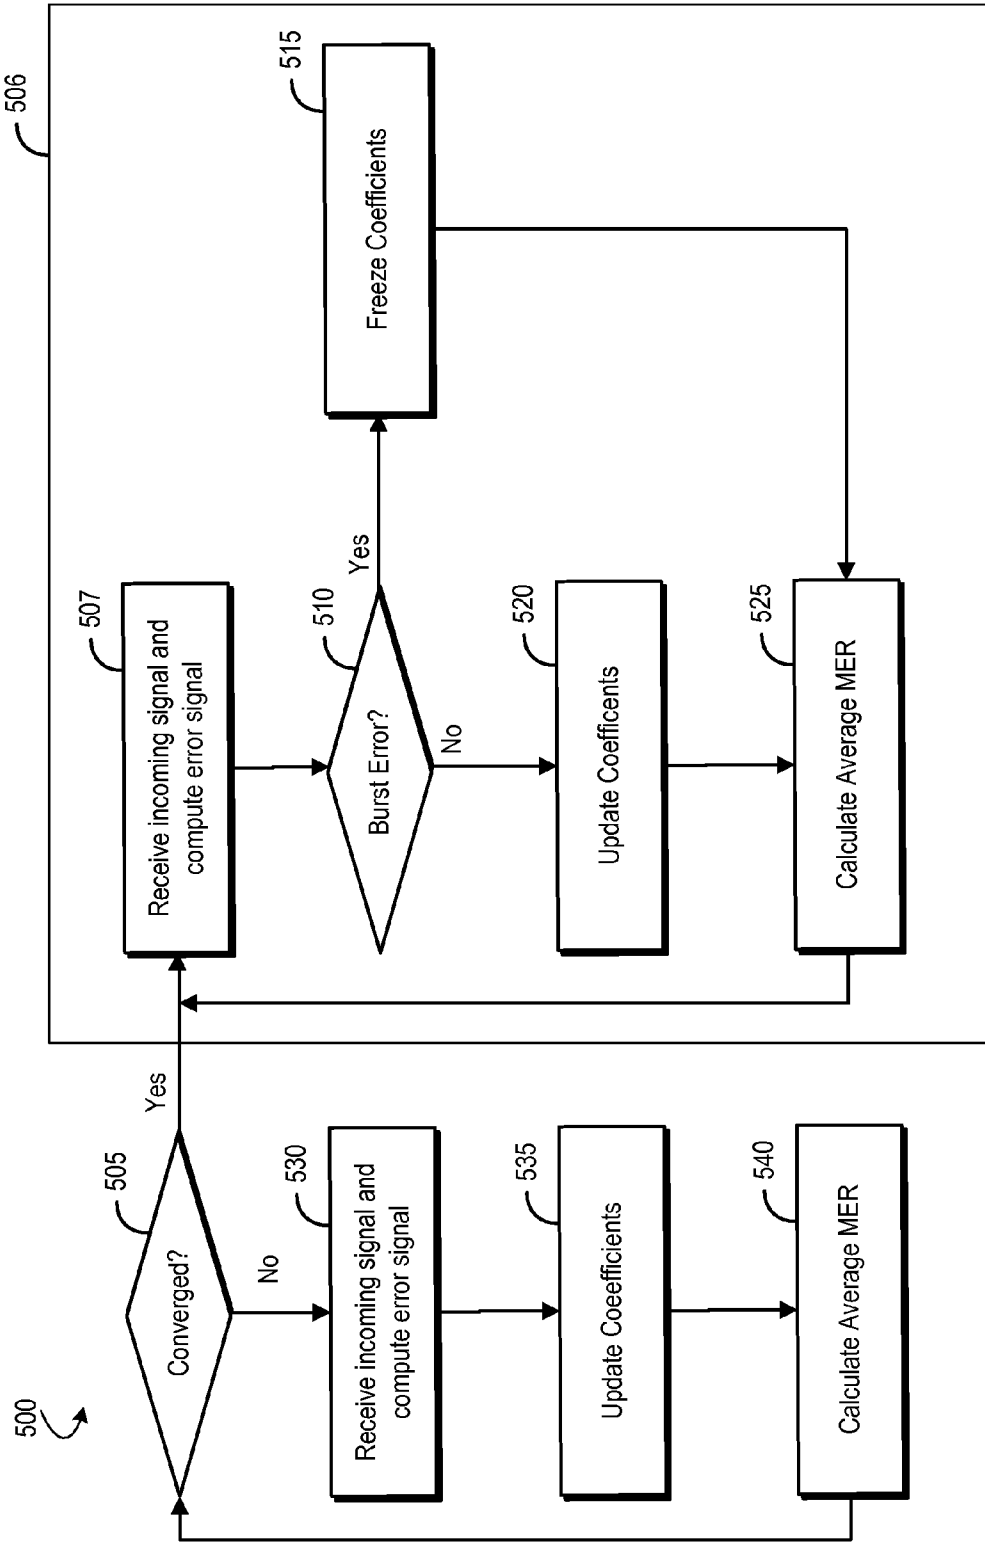 500
505
Converged?
Yes
No
530
Receive incoming signal and
compute error signal
535
Update Coeefficients
540
Calculate Average MER
506
507
Receive incoming signal and
compute error signal
510
Burst Error?
Yes
No
515
Freeze Coefficients
520
Update Coefficents
525
Calculate Average MER